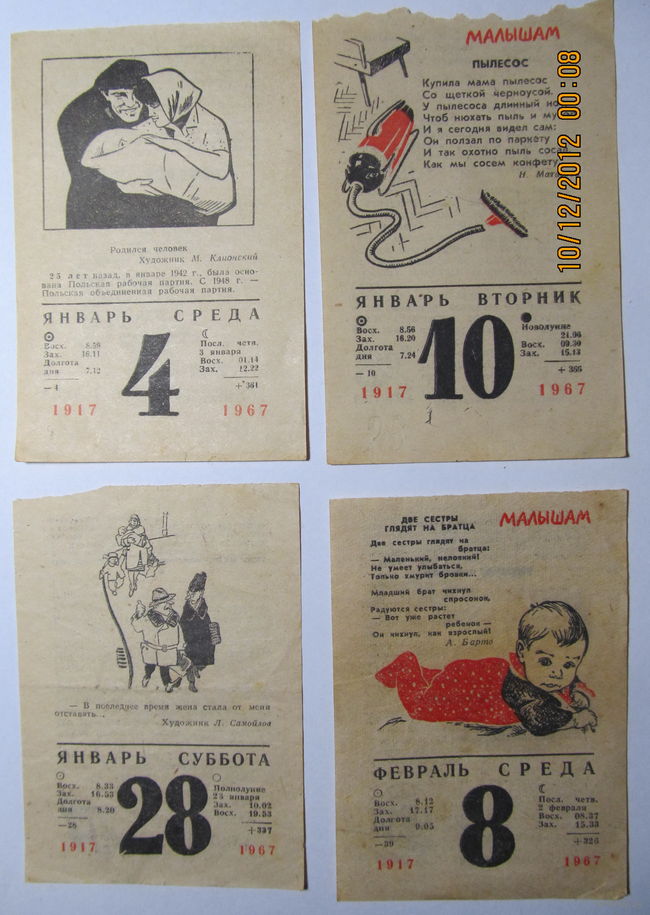 Родился человек
Художник М. Клионский
25 лет назад, в январе 1942 г., была осно-
вана Польская рабочая партия. С 1948 г. —
Польская объединенная рабочая партия.
ЯНВАРЬ СРЕДА
Восх. 8.59
Зах. 16.11
Долгота
дня 7.12
— 4
4
Посл. четв.
3 января
Восх. 01.14
Зах. 12.22
+ 361
1917 1967
МАЛЫШАМ
ПЫЛЕСОС
Купила мама пылесос
Со щеткой черноусой.
У пылесоса длинный
Чтоб нюхать пыль и
И я сегодня видел сам:
Он ползал по паркету
И так охотно пыль сосал,
Как мы сосем конфету
Н.
10/12/2012 00:08
ЯНВАРЬ ВТОРНИК
Восх. 8.56
Зах. 16.20
Долгота
дня 7.24
— 10
10
Новолуние
21.06
Восх. 09.30
Зах. 15.13
+ 355
1917 1967
— В последнее время жена стала от меня
отставать...
Художник Л. Самойлов
ЯНВАРЬ СУББОТА
Восх. 8.33
Зах. 16.53
Долгота
дня 8.20
—28
28
Полнолуние
26 января
Зах. 10.02
Восх. 19.53
+337
1917 1967
МАЛЫШАМ
ДВЕ СЕСТРЫ
ГЛЯДЯТ НА БРАТЦА
Две сестры глядят на
братца:
— Маленький, неловкий!
Не умеет улыбаться,
Только хмурит бровки...
Младший брат чихнул
спросонок,
Радуются сестры:
— Вот уже растет
ребенок —
Он чихнул, как взрослый!
А. Барто
ФЕВРАЛЬ СРЕДА
Восх. 8.12
Зах. 17.17
Долгота
дня 9.05
—39
8
Посл. четв.
2 февраля
Восх. 08.37
Зах. 15.33
+326
1917 1967